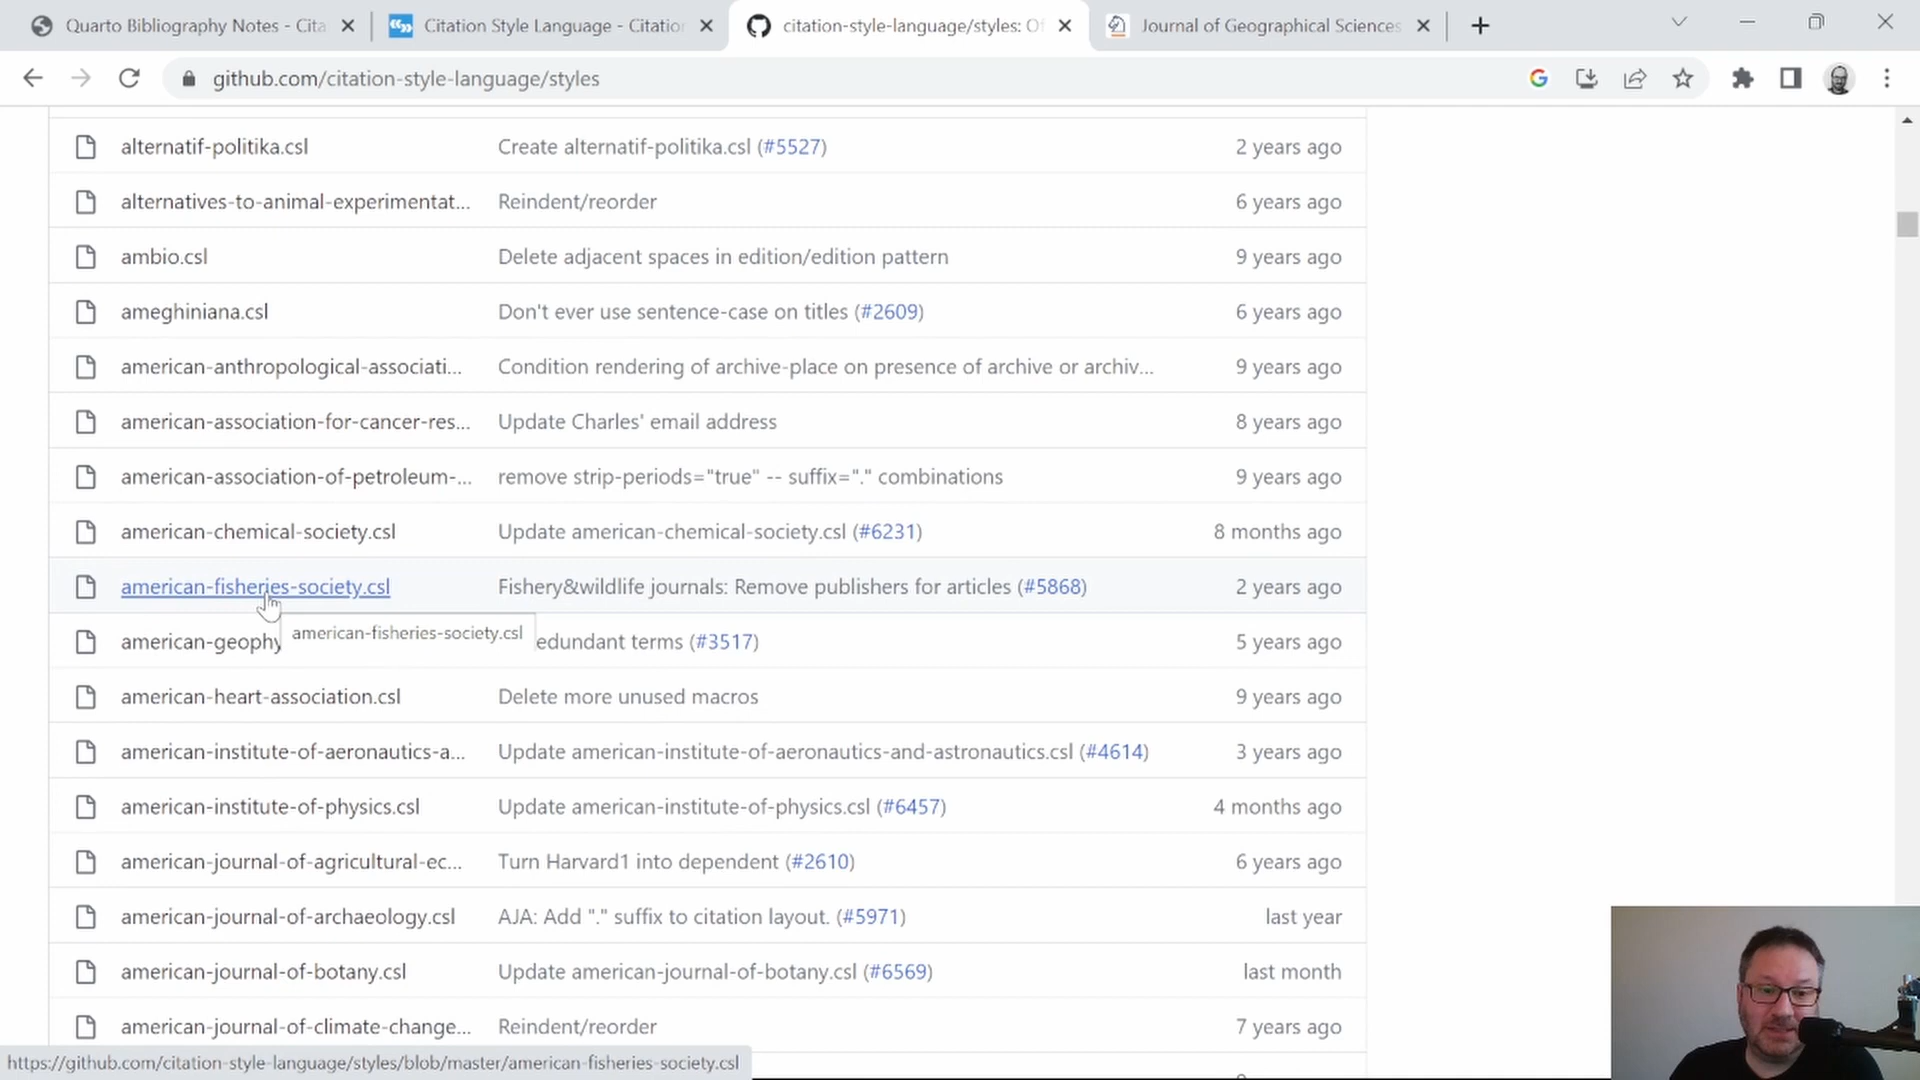 Quarto Bibliography Notes - Cita
Citation Style Language - Citation
citation-style-language/styles: Of
Journal of Geographical Sciences
github.com/citation-style-language/styles
alternatif-politika.csl Create alternatif-politika.csl (#5527) 2 years ago
alternatives-to-animal-experimentat... Reindent/reorder 6 years ago
ambio.csl Delete adjacent spaces in edition/edition pattern 9 years ago
ameghiniana.csl Don't ever use sentence-case on titles (#2609) 6 years ago
american-anthropological-associati... Condition rendering of archive-place on presence of archive or archiv... 9 years ago
american-association-for-cancer-res... Update Charles' email address 8 years ago
american-association-of-petroleum-... remove strip-periods="true" -- suffix="." combinations 9 years ago
american-chemical-society.csl Update american-chemical-society.csl (#6231) 8 months ago
american-fisheries-society.csl Fishery&wildlife journals: Remove publishers for articles (#5868) 2 years ago
american-fisheries-society.csl
american-geophy edundant terms (#3517) 5 years ago
american-heart-association.csl Delete more unused macros 9 years ago
american-institute-of-aeronautics-a... Update american-institute-of-aeronautics-and-astronautics.csl (#4614) 3 years ago
american-institute-of-physics.csl Update american-institute-of-physics.csl (#6457) 4 months ago
american-journal-of-agricultural-ec... Turn Harvard1 into dependent (#2610) 6 years ago
american-journal-of-archaeology.csl AJA: Add "." suffix to citation layout. (#5971) last year
american-journal-of-botany.csl Update american-journal-of-botany.csl (#6569) last month
american-journal-of-climate-change... Reindent/reorder 7 years ago
https://github.com/citation-style-language/styles/blob/master/american-fisheries-society.csl